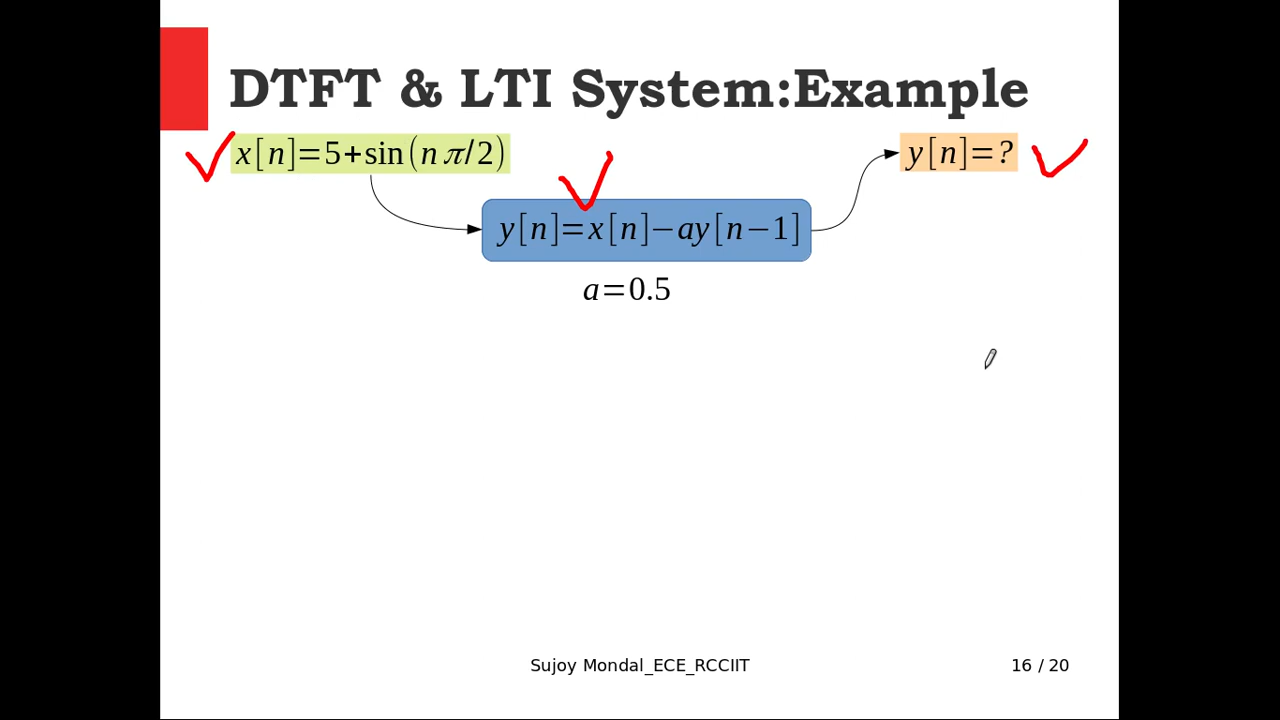 DTFT & LTI System:Example
x[n]=5+sin(nπ/2)
y[n]=?
y[n]=x[n]−ay[n−1]
a=0.5
Sujoy Mondal_ECE_RCCIIT
16 / 20